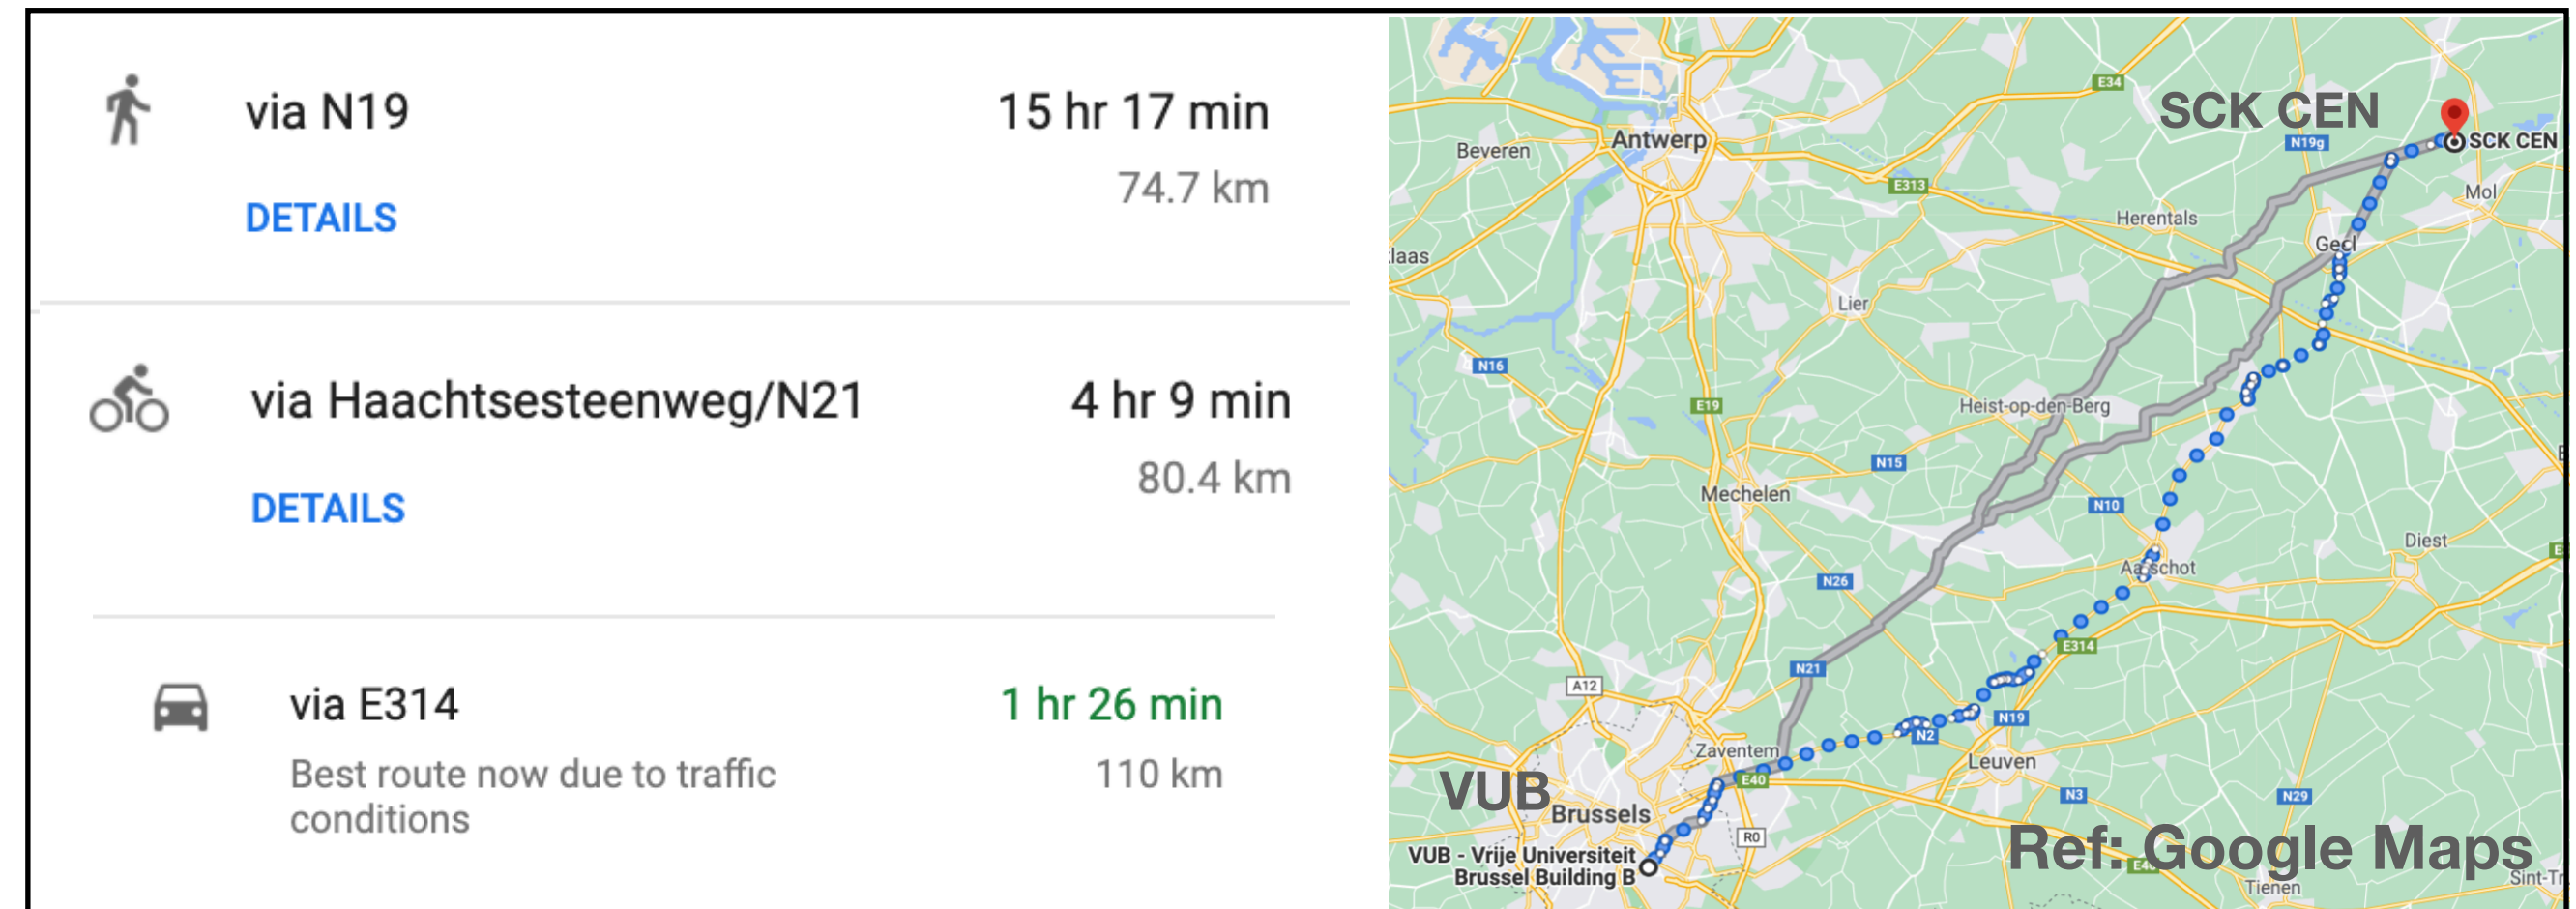 via N19
15 hr 17 min
74.7 km
DETAILS
via Haachtsesteenweg/N21
4 hr 9 min
80.4 km
DETAILS
via E314
1 hr 26 min
Best route now due to traffic
conditions
110 km
E34
SCK CEN
Antwerp
N19g
SCK CEN
Beveren
E313
Mol
Herentals
Geel
klaas
Lier
N16
E19
Heist-op-den-Berg
N15
Mechelen
N10
Diest
Aarschot
N26
E314
N21
A12
N19
N2
Zaventem
Leuven
E40
VUB
N3
N29
Brussels
R0
Ref: Google Maps
VUB - Vrije Universiteit
Brussel Building B
E40
Tienen
Sint-Tr